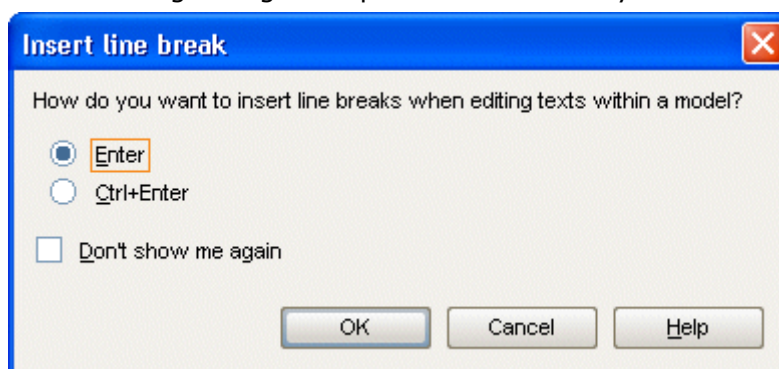 Insert line break
How do you want to insert line breaks when editing texts within a model?
Enter
Ctrl+Enter
Don't show me again
OK Cancel Help